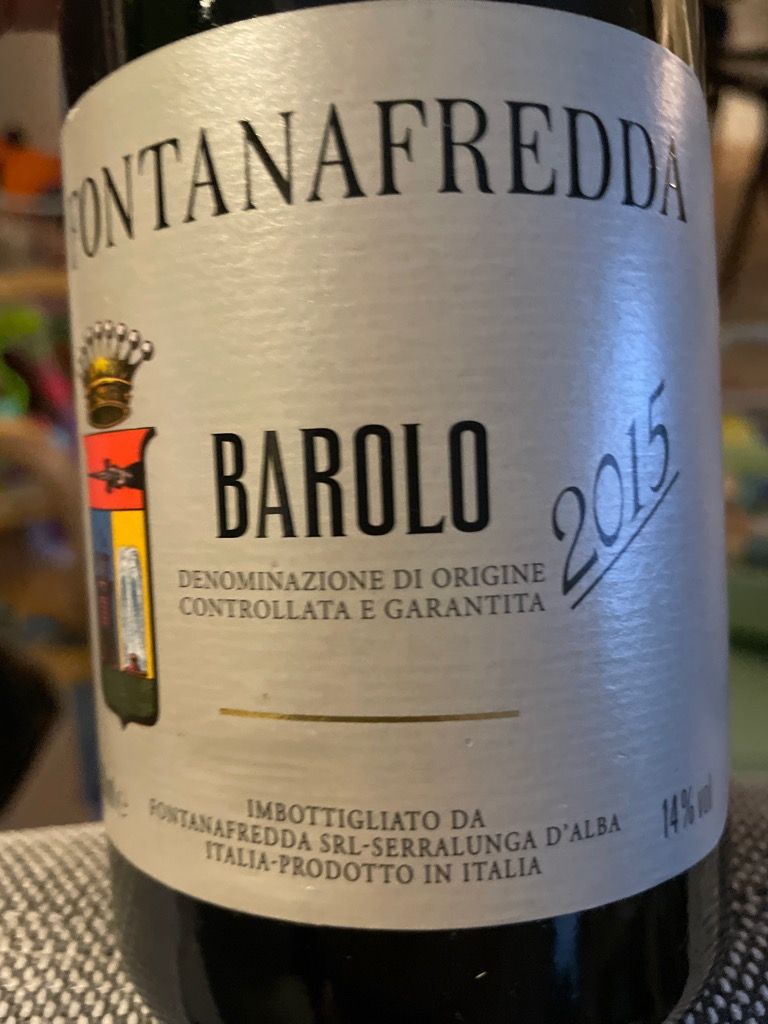 FONTANAFREDDA
BAROLO
2015
DENOMINAZIONE DI ORIGINE
CONTROLLATA E GARANTITA
IMBOTTIGLIATO DA
FONTANAFREDDA SRL-SERRALUNGA D'ALBA
ITALIA-PRODOTTO IN ITALIA
14% vol